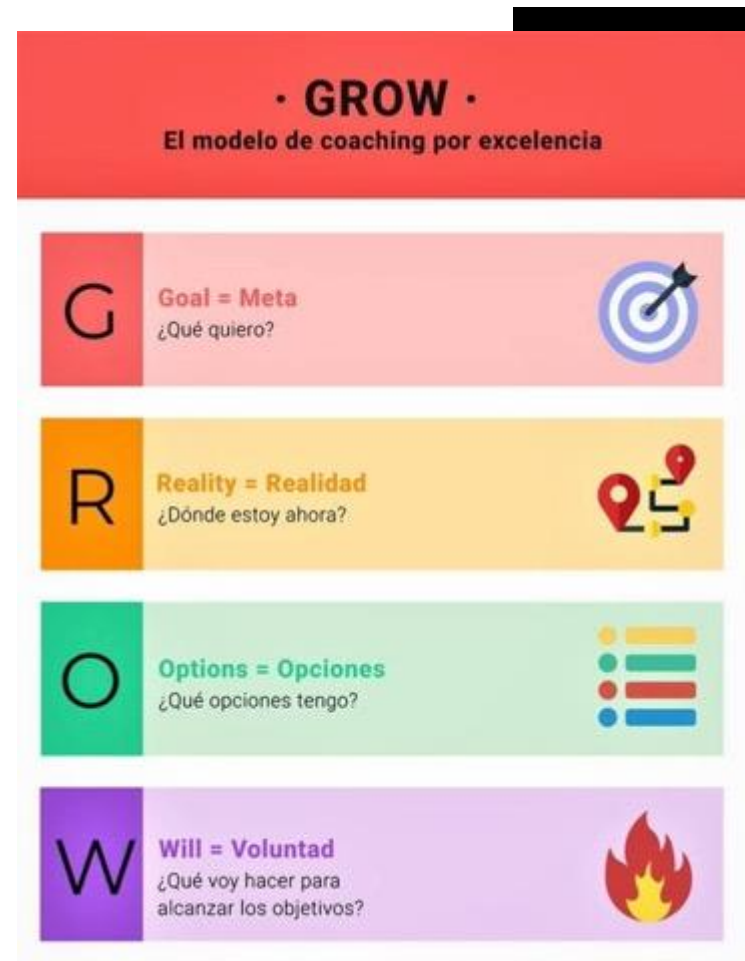 · GROW ·
El modelo de coaching por excelencia
G
Goal = Meta
¿Qué quiero?
R
Reality = Realidad
¿Dónde estoy ahora?
O
Options = Opciones
¿Qué opciones tengo?
W
Will = Voluntad
¿Qué voy hacer para
alcanzar los objetivos?